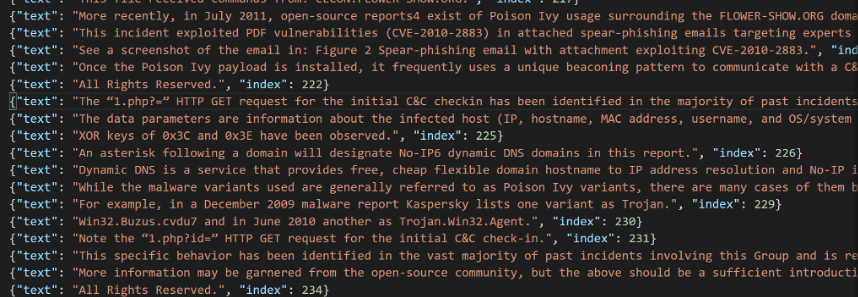 {"text": "This file received commands from: CECON.FLOWER-SHOW.ORG.", "index": 217}
{"text": "More recently, in July 2011, open-source reports4 exist of Poison Ivy usage surrounding the FLOWER-SHOW.ORG doma
{"text": "This incident exploited PDF vulnerabilities (CVE-2010-2883) in attached spear-phishing emails targeting experts
{"text": "See a screenshot of the email in: Figure 2 Spear-phishing email with attachment exploiting CVE-2010-2883.", "ind
{"text": "Once the Poison Ivy payload is installed, it frequently uses a unique beaconing pattern to communicate with a C&
{"text": "All Rights Reserved.", "index": 222}
{"text": "The “1.php?=” HTTP GET request for the initial C&C checkin has been identified in the majority of past incidents
{"text": "The data parameters are information about the infected host (IP, hostname, MAC address, username, and OS/system
{"text": "XOR keys of 0x3C and 0x3E have been observed.", "index": 225}
{"text": "An asterisk following a domain will designate No-IP6 dynamic DNS domains in this report.", "index": 226}
{"text": "Dynamic DNS is a service that provides free, cheap flexible domain hostname to IP address resolution and No-IP i
{"text": "While the malware variants used are generally referred to as Poison Ivy variants, there are many cases of them b
{"text": "For example, in a December 2009 malware report Kaspersky lists one variant as Trojan.", "index": 229}
{"text": "Win32.Buzus.cvdu7 and in June 2010 another as Trojan.Win32.Agent.", "index": 230}
{"text": "Note the “1.php?id=” HTTP GET request for the initial C&C check-in.", "index": 231}
{"text": "This specific behavior has been identified in the vast majority of past incidents involving this Group and is re
{"text": "More information may be garnered from the open-source community, but the above should be a sufficient introducti
{"text": "All Rights Reserved.", "index": 234}